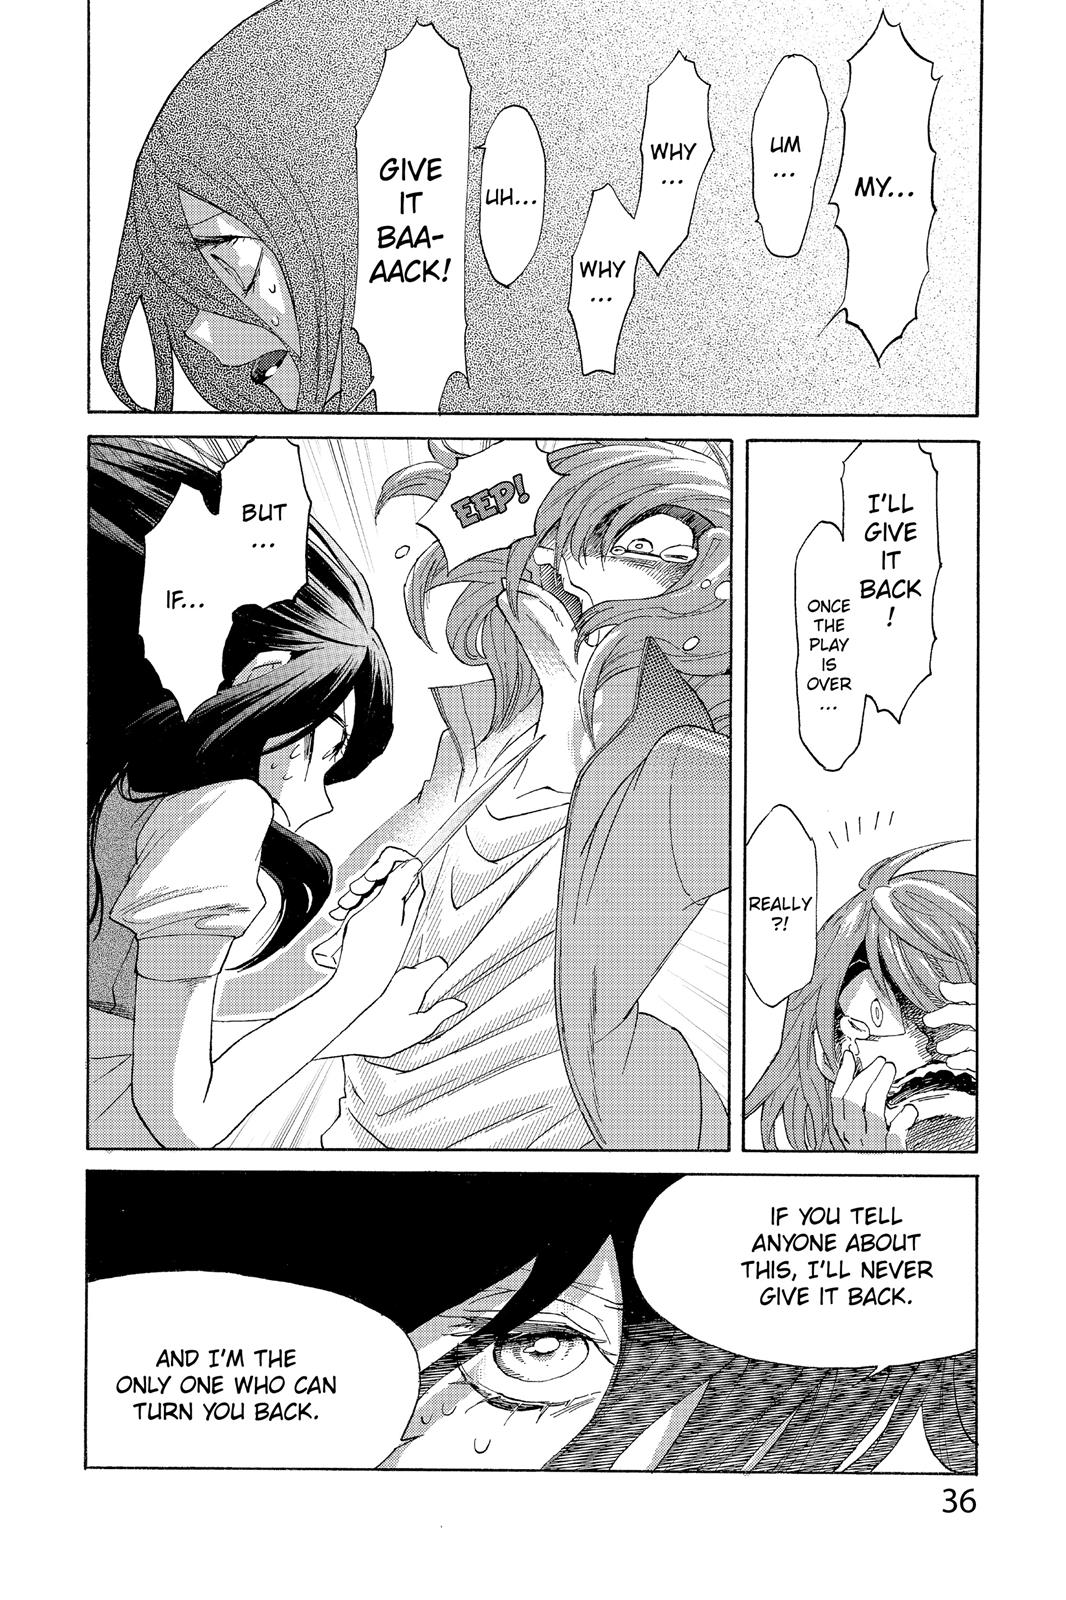 MY...
UM
...
WHY
...
WHY
...
UH...
GIVE
IT
BAA-
AACK!
I'LL
GIVE
IT
BACK
!
ONCE
THE
PLAY
IS
OVER
...
REALLY
?!
EEP!
BUT
...
IF...
IF YOU TELL
ANYONE ABOUT
THIS, I'LL NEVER
GIVE IT BACK.
AND I'M THE
ONLY ONE WHO CAN
TURN YOU BACK.
36